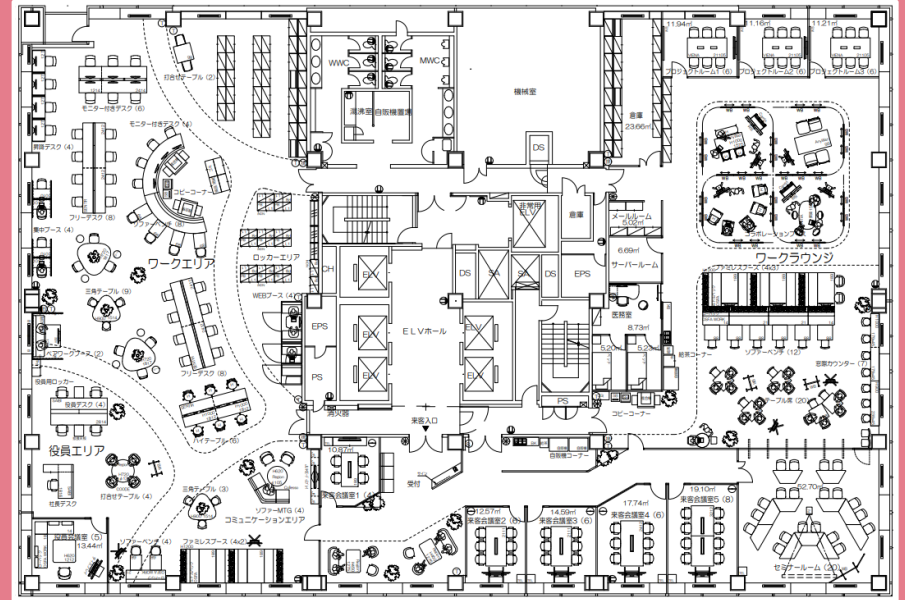 11.94㎡
11.16㎡
11.21㎡
プロジェクトルーム1（6）
プロジェクトルーム2（6）
プロジェクトルーム3（6）
打合せテーブル（2）
WWC
MWC
湯沸室
自販機置場
機械室
DS
倉庫
23.66㎡
モニター付きデスク（6）
モニター付きデスク（4）
昇降デスク（4）
コピーコーナー
フリーデスク（8）
ソファーベンチ（8）
集中ブース（4）
ワークエリア
ロッカーエリア
WEBブース（4）
三角テーブル（9）
ペアワークブース（2）
フリーデスク（8）
ハイテーブル（6）
CH
EPS
PS
ELV
ELV
ELV
ELVホール
ELV
ELV
非常用
ELV
倉庫
DS
SA
SA
DS
EPS
PS
メールルーム
5.02㎡
6.69㎡
サーバールーム
医務室
8.73㎡
5.20㎡
5.23㎡
給茶コーナー
コピーコーナー
ワークラウンジ
ファミレスブース（4x3）
ソファーベンチ（12）
窓側カウンター（7）
テーブル席（20）
役員用ロッカー
役員デスク（4）
役員エリア
社長デスク
打合せテーブル（4）
役員会議室（5）
13.44㎡
消火器
来客入口
受付
自販機コーナー
三角テーブル（3）
ソファーMTG（4）
コミュニケーションエリア
ソファーベンチ（4）
ファミレスブース（4x2）
10.87㎡
来客会議室1（4）
12.57㎡
来客会議室2（6）
14.59㎡
来客会議室3（6）
17.74㎡
来客会議室4（6）
19.10㎡
来客会議室5（8）
52.70㎡
セミナールーム（20）